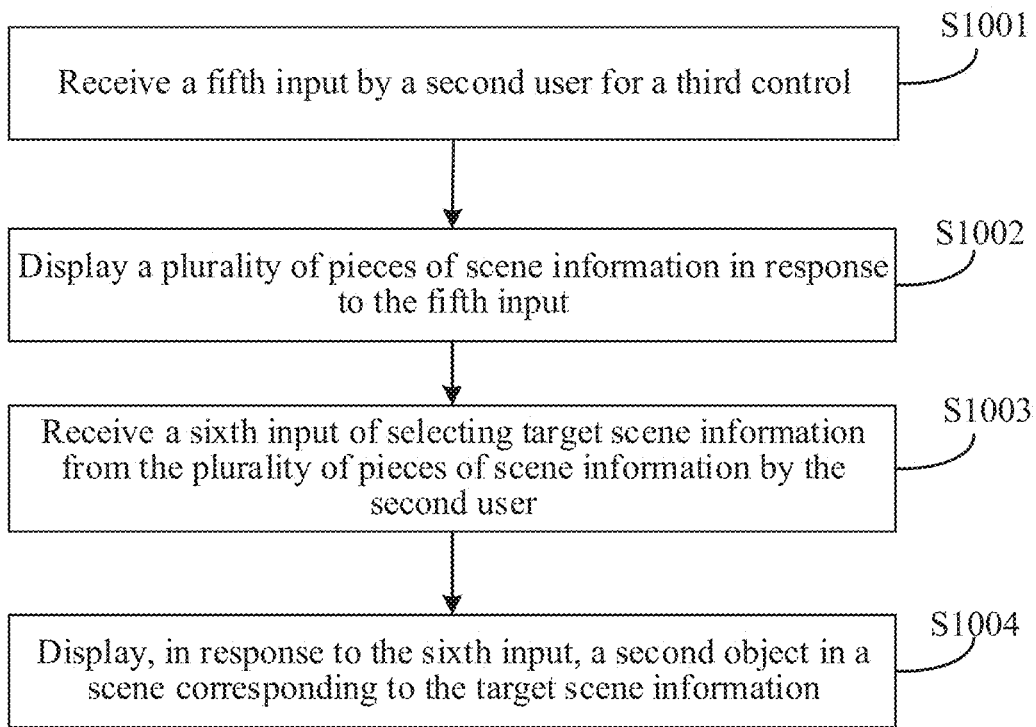 S1001
Receive a fifth input by a second user for a third control
S1002
Display a plurality of pieces of scene information in response
to the fifth input
S1003
Receive a sixth input of selecting target scene information
from the plurality of pieces of scene information by the
second user
S1004
Display, in response to the sixth input, a second object in a
scene corresponding to the target scene information